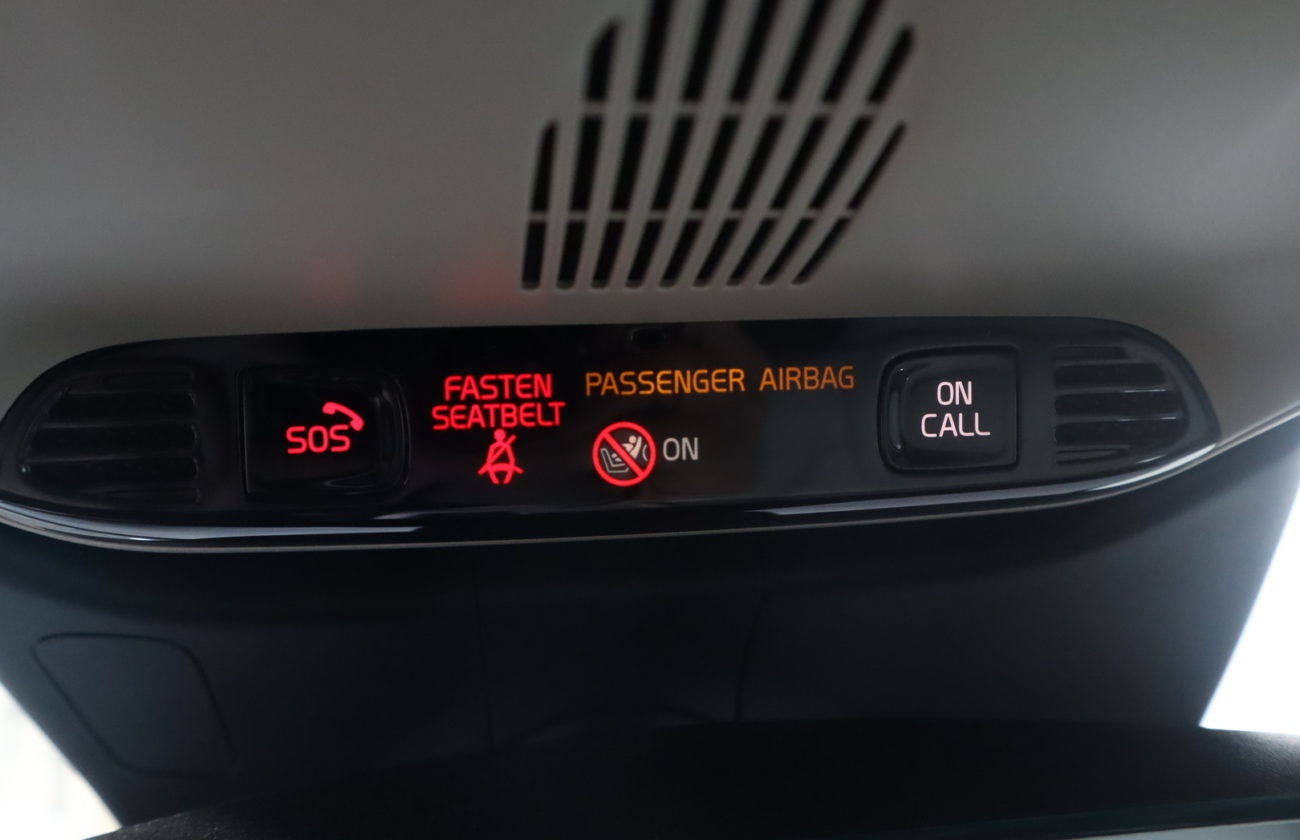 SOS
FASTEN
SEATBELT
PASSENGER AIRBAG
ON
ON
CALL